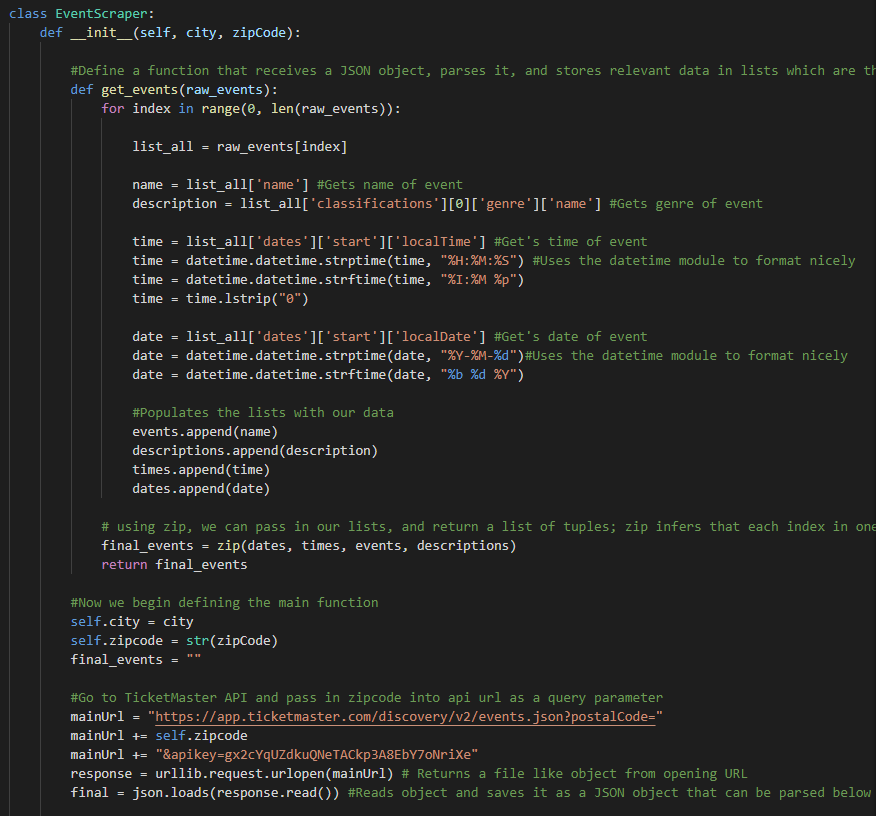 class EventScraper:
def __init__(self, city, zipCode):
#Define a function that receives a JSON object, parses it, and stores relevant data in lists which are th
def get_events(raw_events):
for index in range(0, len(raw_events)):
list_all = raw_events[index]
name = list_all['name'] #Gets name of event
description = list_all['classifications'][0]['genre']['name'] #Gets genre of event
time = list_all['dates']['start']['localTime'] #Get's time of event
time = datetime.datetime.strptime(time, "%H:%M:%S") #Uses the datetime module to format nicely
time = datetime.datetime.strftime(time, "%I:%M %p")
time = time.lstrip("0")
date = list_all['dates']['start']['localDate'] #Get's date of event
date = datetime.datetime.strptime(date, "%Y-%M-%d")#Uses the datetime module to format nicely
date = datetime.datetime.strftime(date, "%b %d %Y")
#Populates the lists with our data
events.append(name)
descriptions.append(description)
times.append(time)
dates.append(date)
# using zip, we can pass in our lists, and return a list of tuples; zip infers that each index in one
final_events = zip(dates, times, events, descriptions)
return final_events
#Now we begin defining the main function
self.city = city
self.zipcode = str(zipCode)
final_events = ""
#Go to TicketMaster API and pass in zipcode into api url as a query parameter
mainUrl = "https://app.ticketmaster.com/discovery/v2/events.json?postalCode="
mainUrl += self.zipcode
mainUrl += "&apikey=gx2cYqUZdkuQNeTACkp3A8EbY7oNriXe"
response = urllib.request.urlopen(mainUrl) # Returns a file like object from opening URL
final = json.loads(response.read()) #Reads object and saves it as a JSON object that can be parsed below